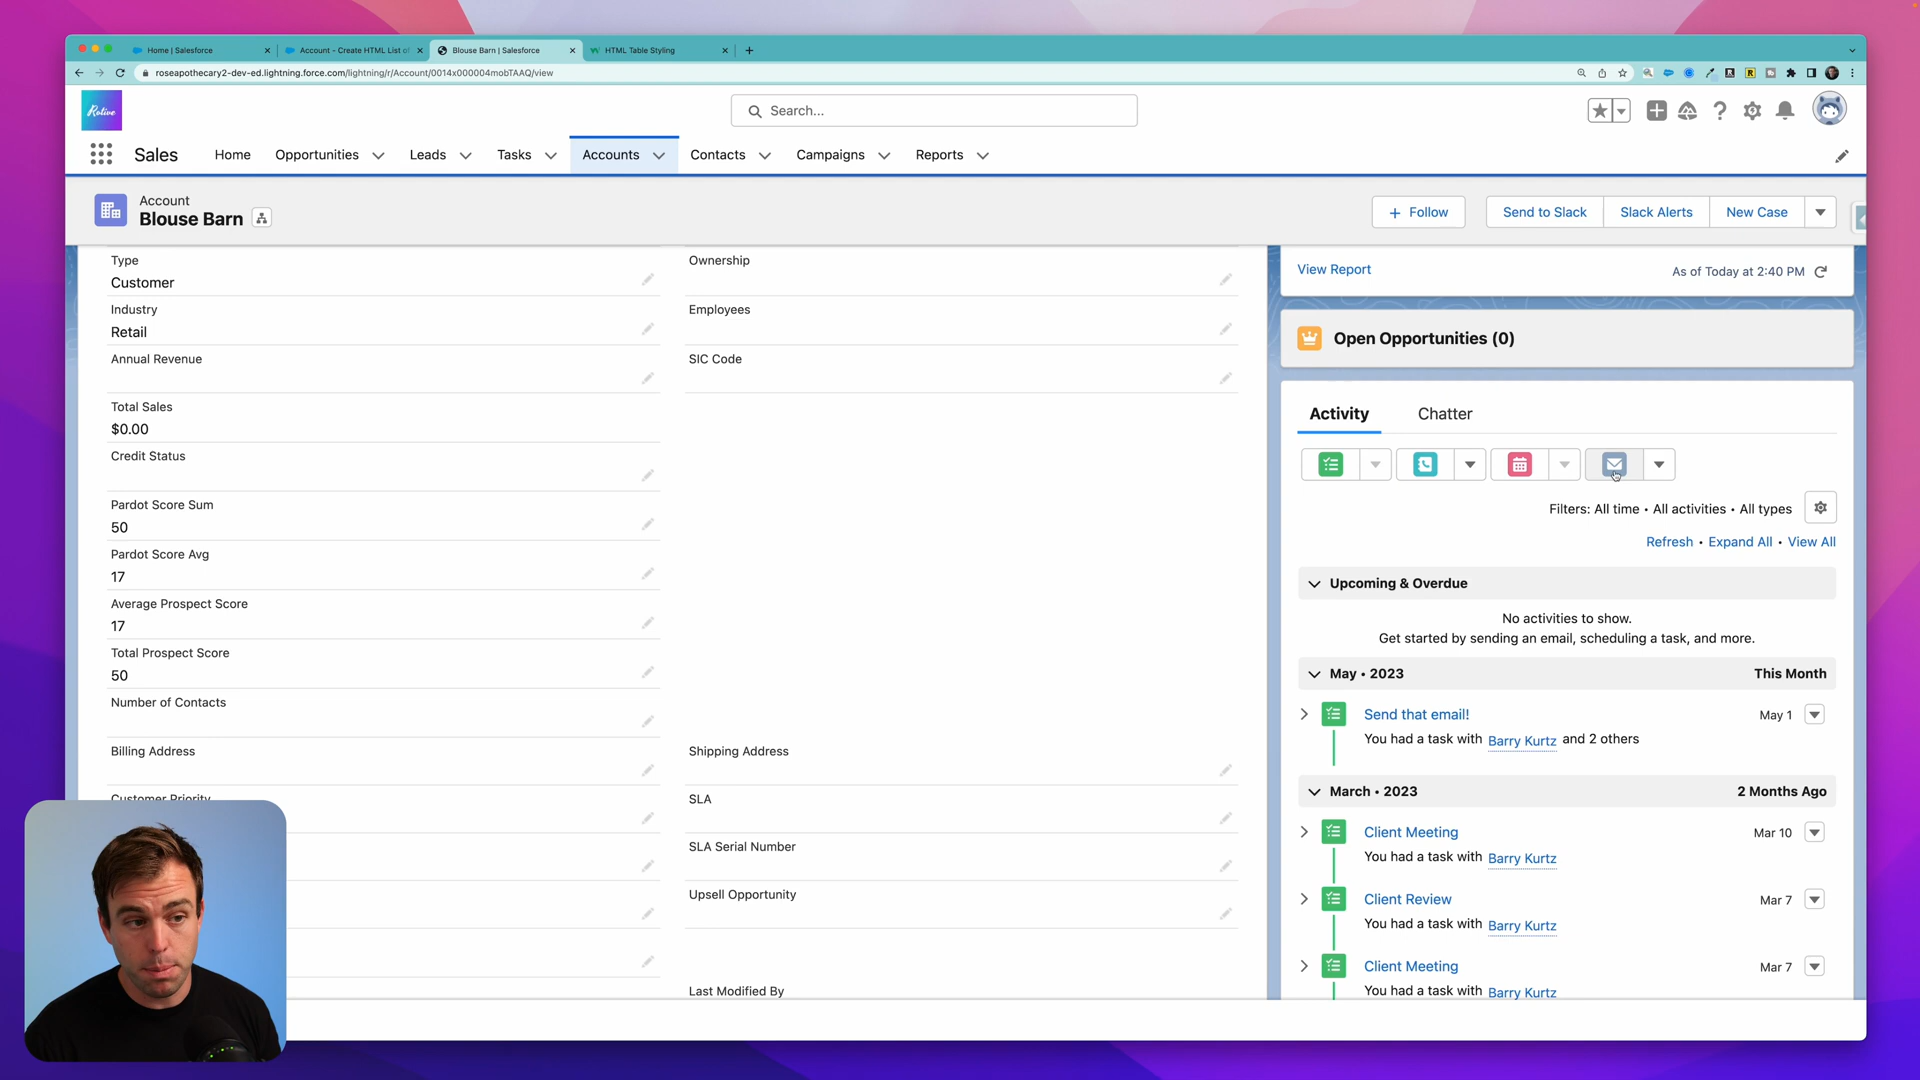 Home | Salesforce
Account - Create HTML List of
Blouse Barn | Salesforce
HTML Table Styling
roseapothecary2-dev-ed.lightning.force.com/lightning/r/Account/0014x000004mobTAAQ/view
Rotive
Search...
Sales
Home
Opportunities
Leads
Tasks
Accounts
Contacts
Campaigns
Reports
Account
Blouse Barn
+ Follow
Send to Slack
Slack Alerts
New Case
Type
Customer
Industry
Retail
Annual Revenue
Total Sales
$0.00
Credit Status
Pardot Score Sum
50
Pardot Score Avg
17
Average Prospect Score
17
Total Prospect Score
50
Number of Contacts
Billing Address
Customer Priority
Ownership
Employees
SIC Code
Shipping Address
SLA
SLA Serial Number
Upsell Opportunity
Last Modified By
View Report
As of Today at 2:40 PM
Open Opportunities (0)
Activity
Chatter
Filters: All time • All activities • All types
Refresh • Expand All • View All
Upcoming & Overdue
No activities to show.
Get started by sending an email, scheduling a task, and more.
May • 2023
This Month
Send that email!
May 1
You had a task with Barry Kurtz and 2 others
March • 2023
2 Months Ago
Client Meeting
Mar 10
You had a task with Barry Kurtz
Client Review
Mar 7
You had a task with Barry Kurtz
Client Meeting
Mar 7
You had a task with Barry Kurtz